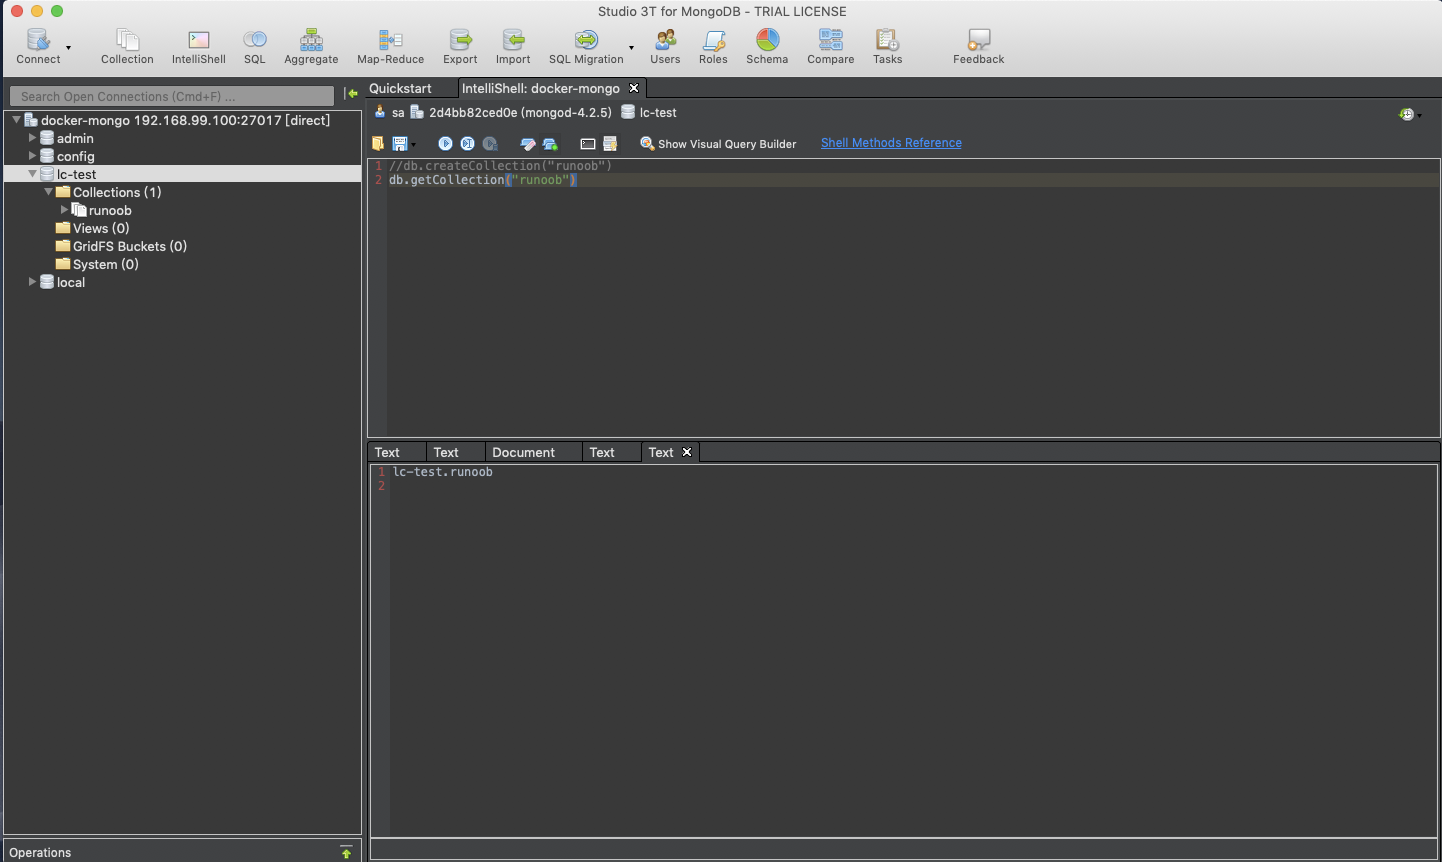 Studio 3T for MongoDB - TRIAL LICENSE
Connect Collection IntelliShell SQL Aggregate Map-Reduce Export Import SQL Migration Users Roles Schema Compare Tasks Feedback
Search Open Connections (Cmd+F) ...
docker-mongo 192.168.99.100:27017 [direct]
admin
config
lc-test
Collections (1)
runoob
Views (0)
GridFS Buckets (0)
System (0)
local
Operations
Quickstart IntelliShell: docker-mongo
sa 2d4bb82ced0e (mongod-4.2.5) lc-test
Show Visual Query Builder Shell Methods Reference
1 //db.createCollection("runoob")
2 db.getCollection("runoob")
Text Text Document Text Text
1 lc-test.runoob
2